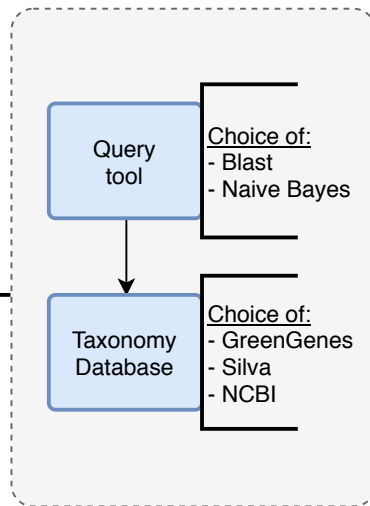 Query
tool
Choice of:
- Blast
- Naive Bayes
Taxonomy
Database
Choice of:
- GreenGenes
- Silva
- NCBI